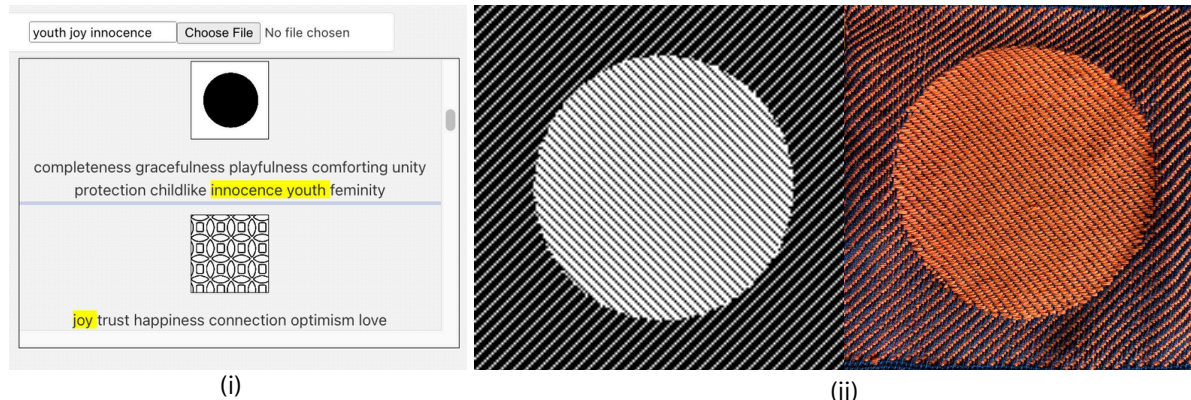 youth joy innocence Choose File No file chosen
completeness gracefulness playfulness comforting unity
protection childlike innocence youth feminity
joy trust happiness connection optimism love
(i)
(ii)